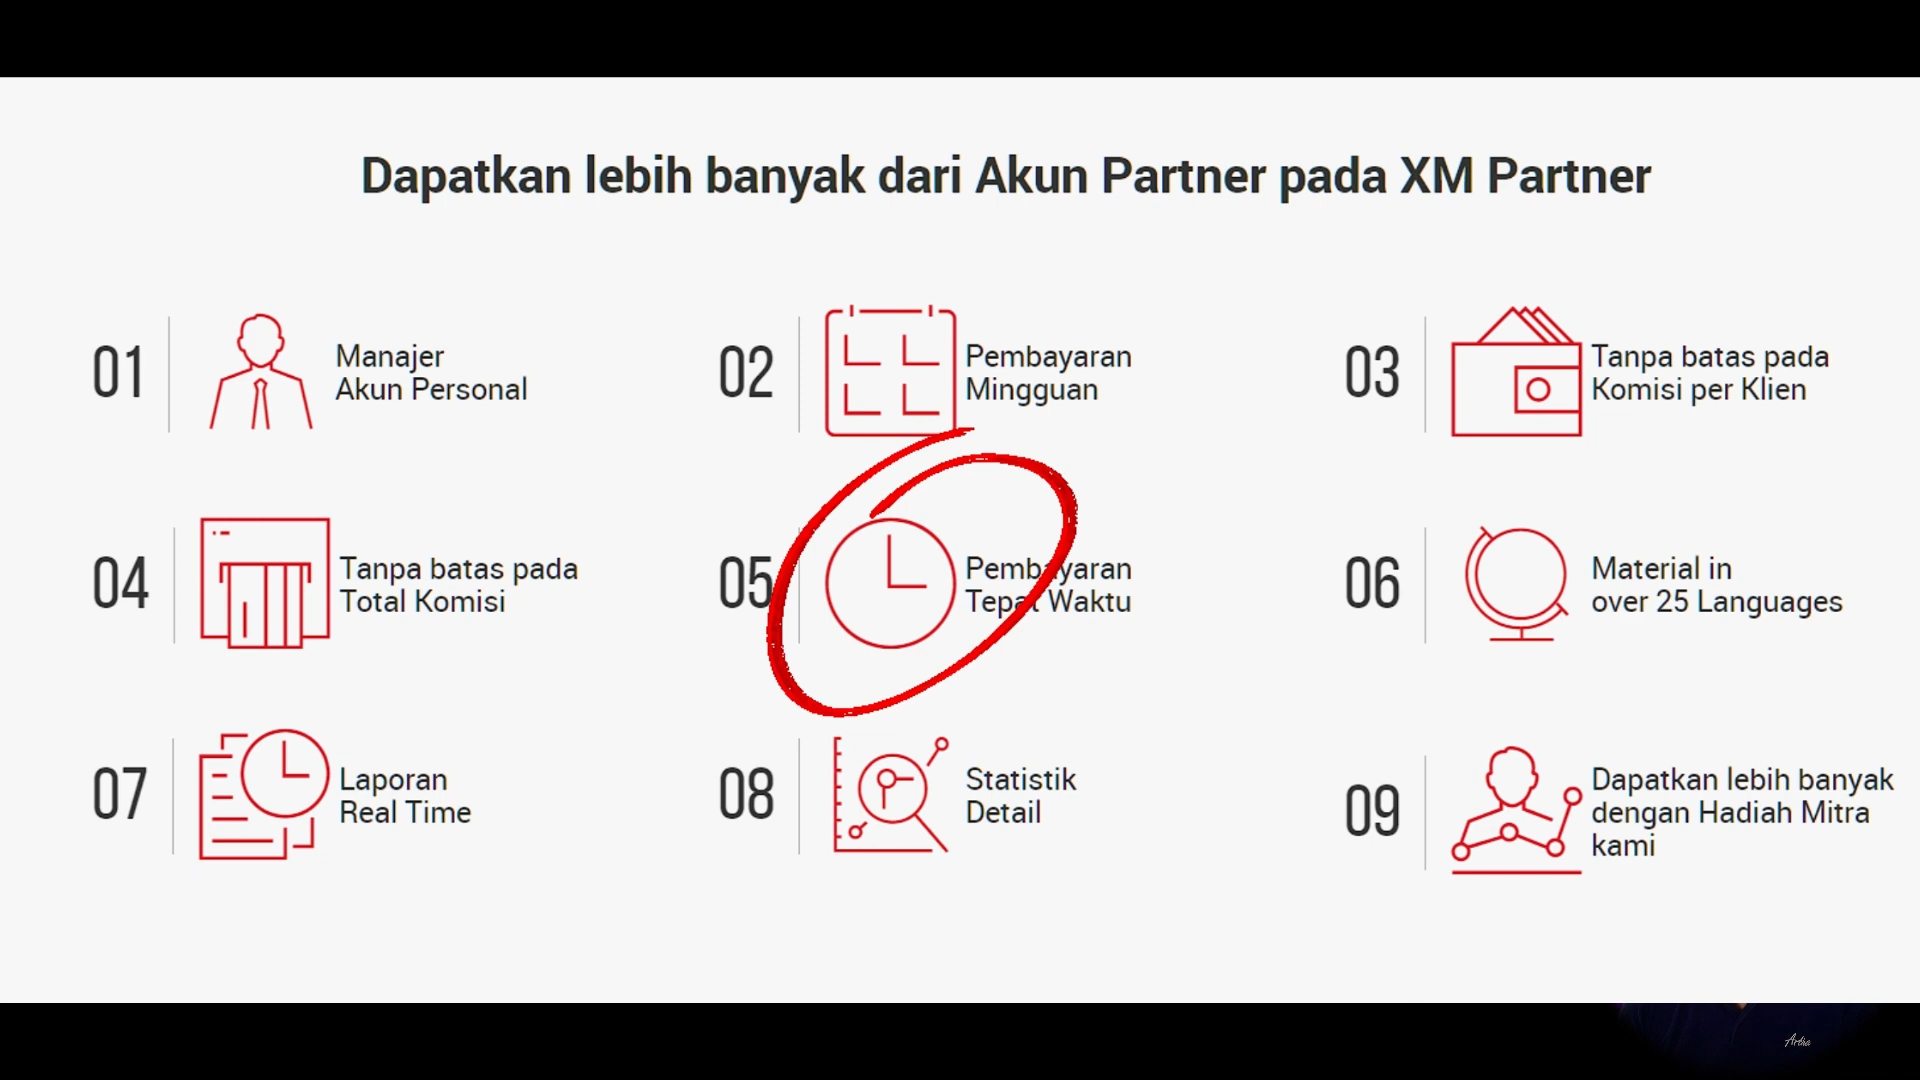 Dapatkan lebih banyak dari Akun Partner pada XM Partner
01
Manajer
Akun Personal
02
Pembayaran
Mingguan
03
Tanpa batas pada
Komisi per Klien
04
Tanpa batas pada
Total Komisi
05
Pembayaran
Tepat Waktu
06
Material in
over 25 Languages
07
Laporan
Real Time
08
Statistik
Detail
09
Dapatkan lebih banyak
dengan Hadiah Mitra
kami